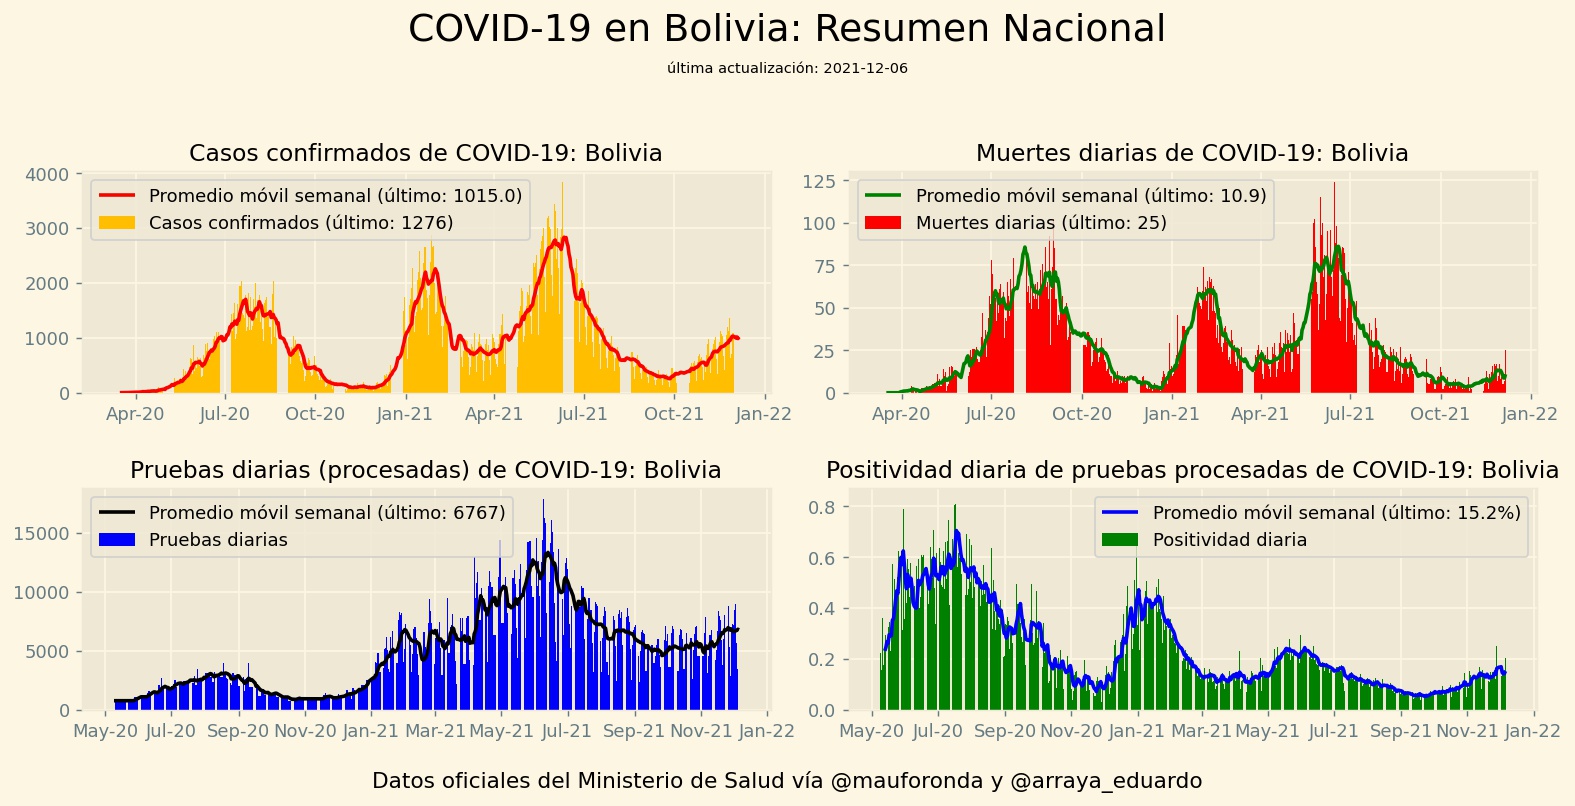 COVID-19 en Bolivia: Resumen Nacional
última actualización: 2021-12-06
Casos confirmados de COVID-19: Bolivia
Promedio móvil semanal (último: 1015.0)
Casos confirmados (último: 1276)
4000
3000
2000
1000
0
Apr-20 Jul-20 Oct-20 Jan-21 Apr-21 Jul-21 Oct-21 Jan-22
Muertes diarias de COVID-19: Bolivia
Promedio móvil semanal (último: 10.9)
Muertes diarias (último: 25)
125
100
75
50
25
0
Apr-20 Jul-20 Oct-20 Jan-21 Apr-21 Jul-21 Oct-21 Jan-22
Pruebas diarias (procesadas) de COVID-19: Bolivia
Promedio móvil semanal (último: 6767)
Pruebas diarias
15000
10000
5000
0
May-20 Jul-20 Sep-20 Nov-20 Jan-21 Mar-21 May-21 Jul-21 Sep-21 Nov-21 Jan-22
Positividad diaria de pruebas procesadas de COVID-19: Bolivia
Promedio móvil semanal (último: 15.2%)
Positividad diaria
0.8
0.6
0.4
0.2
0.0
May-20 Jul-20 Sep-20 Nov-20 Jan-21 Mar-21 May-21 Jul-21 Sep-21 Nov-21 Jan-22
Datos oficiales del Ministerio de Salud vía @mauforonda y @arraya_eduardo